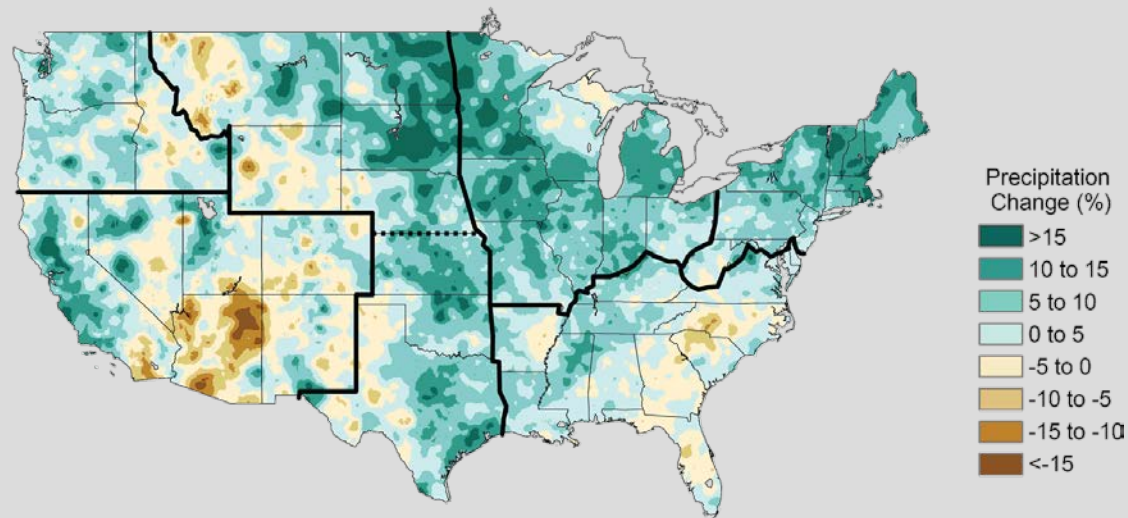 Precipitation
Change (%)
>15
10 to 15
5 to 10
0 to 5
-5 to 0
-10 to -5
-15 to -10
<-15